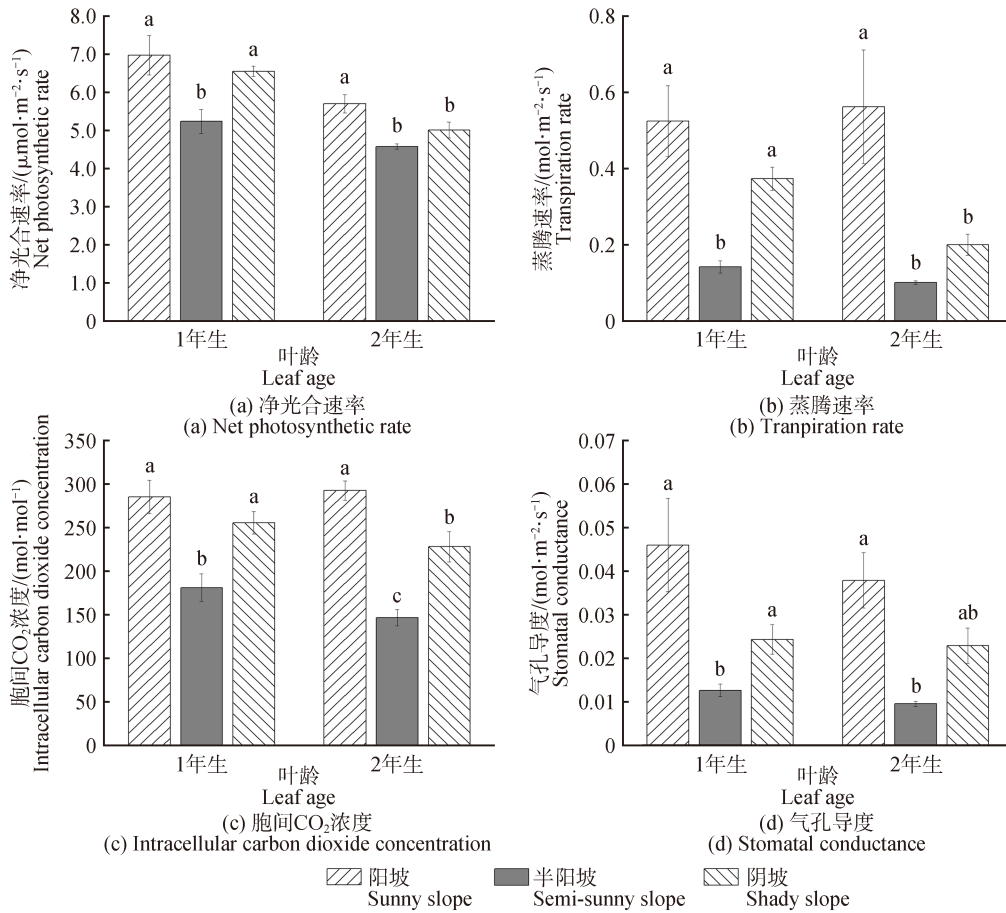 净光合速率/(μmol·m⁻²·s⁻¹)
Net photosynthetic rate
8.0
7.0
6.0
5.0
4.0
3.0
2.0
1.0
0
a
b
a
a
b
b
1年生
2年生
叶龄
Leaf age
(a) 净光合速率
(a) Net photosynthetic rate
蒸腾速率/(mol·m⁻²·s⁻¹)
Transpiration rate
0.8
0.6
0.4
0.2
0
a
b
a
a
b
b
1年生
2年生
叶龄
Leaf age
(b) 蒸腾速率
(b) Tranpiration rate
胞间CO₂浓度/(mol·mol⁻¹)
Intracellular carbon dioxide concentration
350
300
250
200
150
100
50
0
a
b
a
a
c
b
1年生
2年生
叶龄
Leaf age
(c) 胞间CO₂浓度
(c) Intracellular carbon dioxide concentration
气孔导度/(mol·m⁻²·s⁻¹)
Stomatal conductance
0.07
0.06
0.05
0.04
0.03
0.02
0.01
0
a
b
a
a
b
ab
1年生
2年生
叶龄
Leaf age
(d) 气孔导度
(d) Stomatal conductance
阳坡
Sunny slope
半阳坡
Semi-sunny slope
阴坡
Shady slope